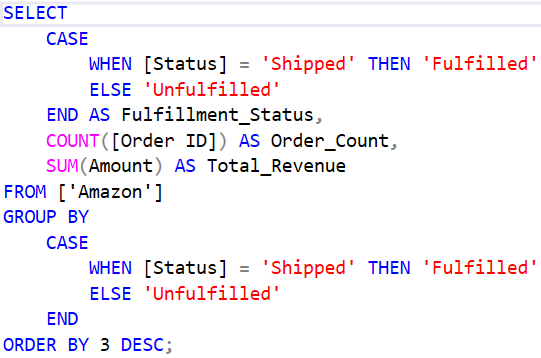 SELECT
    CASE
        WHEN [Status] = 'Shipped' THEN 'Fulfilled'
        ELSE 'Unfulfilled'
    END AS Fulfillment_Status,
    COUNT([Order ID]) AS Order_Count,
    SUM(Amount) AS Total_Revenue
FROM ['Amazon']
GROUP BY
    CASE
        WHEN [Status] = 'Shipped' THEN 'Fulfilled'
        ELSE 'Unfulfilled'
    END
ORDER BY 3 DESC;